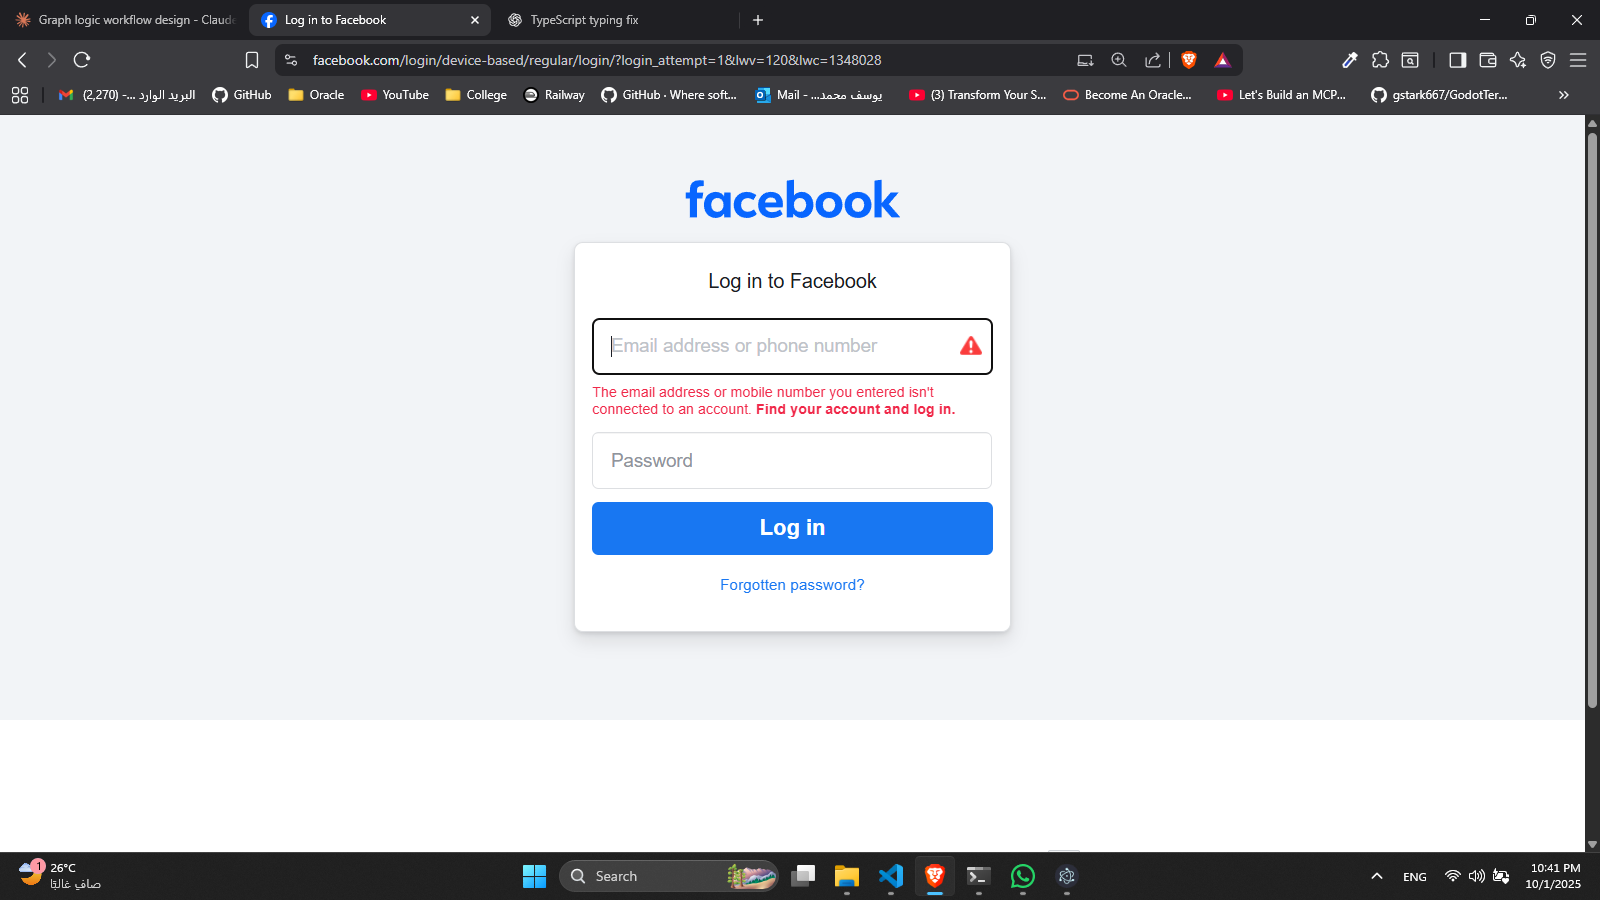 Graph logic workflow design - Claude
Log in to Facebook
TypeScript typing fix
facebook.com/login/device-based/regular/login/?login_attempt=1&lwv=120&lwc=1348028
(2,270) -... البريد الوارد
GitHub
Oracle
YouTube
College
Railway
GitHub · Where soft...
Mail - ...يوسف محمد
(3) Transform Your S...
Become An Oracle...
Let's Build an MCP...
gstark667/GodotTer...
facebook
Log in to Facebook
Email address or phone number
The email address or mobile number you entered isn't
connected to an account. Find your account and log in.
Password
Log in
Forgotten password?
1
26°C
صافي غالبًا
Search
ENG
10:41 PM
10/1/2025